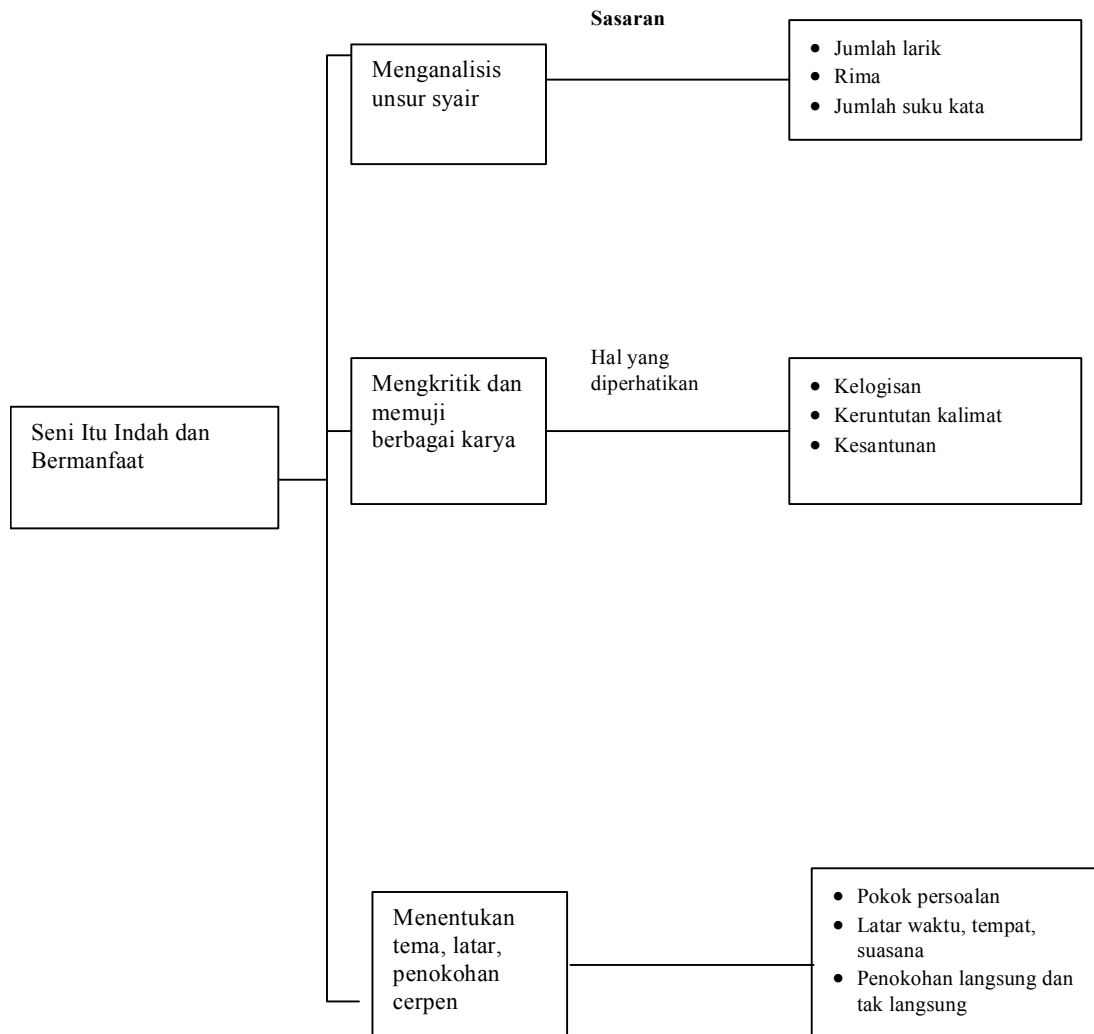 Sasaran
Menganalisis
unsur syair
• Jumlah larik
• Rima
• Jumlah suku kata
Seni Itu Indah dan
Bermanfaat
Mengkritik dan
memuji
berbagai karya
Hal yang
diperhatikan
• Kelogisan
• Keruntutan kalimat
• Kesantunan
Menentukan
tema, latar,
penokohan
cerpen
• Pokok persoalan
• Latar waktu, tempat,
suasana
• Penokohan langsung dan
tak langsung